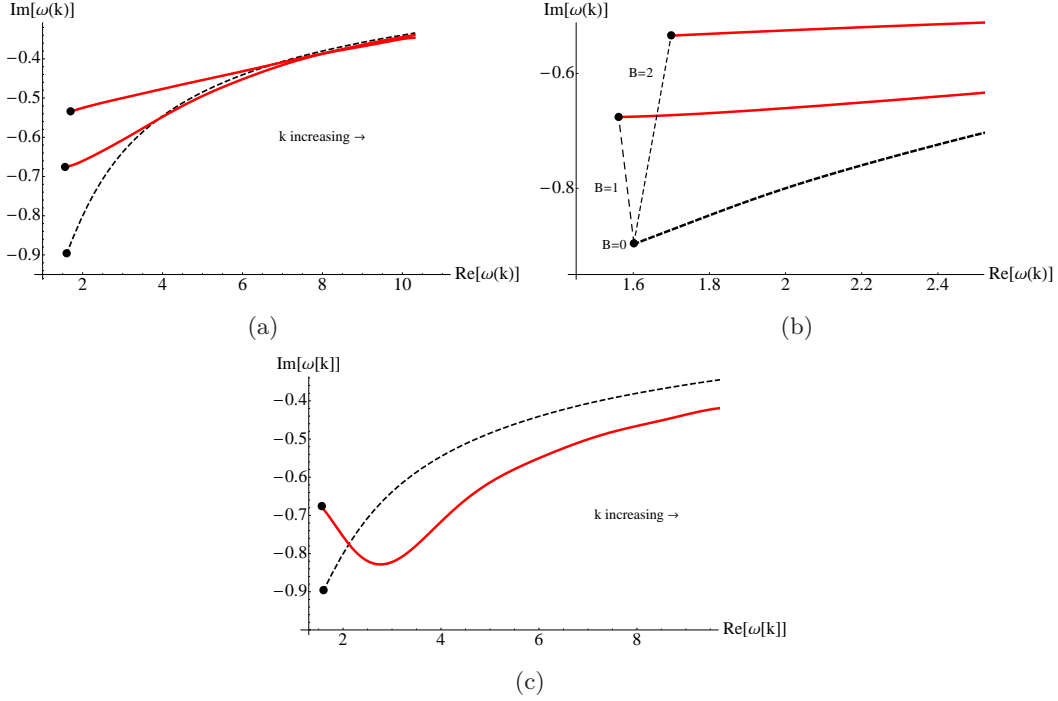 Im[ω(k)]
−0.4
−0.5
−0.6
−0.7
−0.8
−0.9
k increasing →
2 4 6 8 10
Re[ω(k)]
(a)
Im[ω(k)]
−0.6
−0.8
B=2
B=1
B=0
1.6 1.8 2 2.2 2.4
Re[ω(k)]
(b)
Im[ω[k]]
−0.4
−0.5
−0.6
−0.7
−0.8
−0.9
k increasing →
2 4 6 8
Re[ω[k]]
(c)